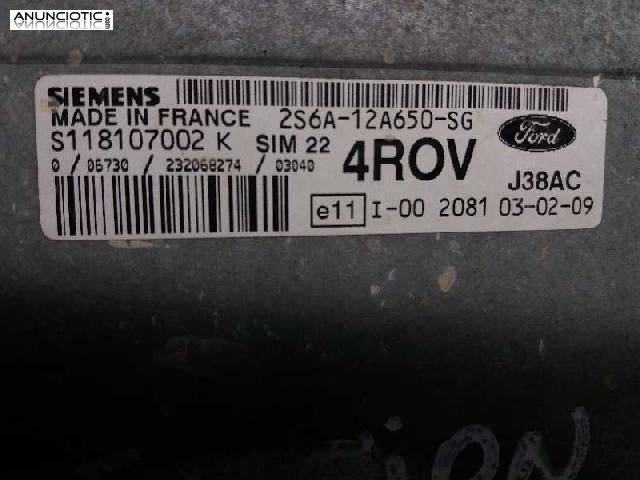 ANUNCIOTIC.com
SIEMENS
MADE IN FRANCE 2S6A-12A650-SG
S118107002 K SIM 22 4ROV Ford
0 / 06730 / 232068274 / 03040
J38AC
e11 I-00 2081 03-02-09